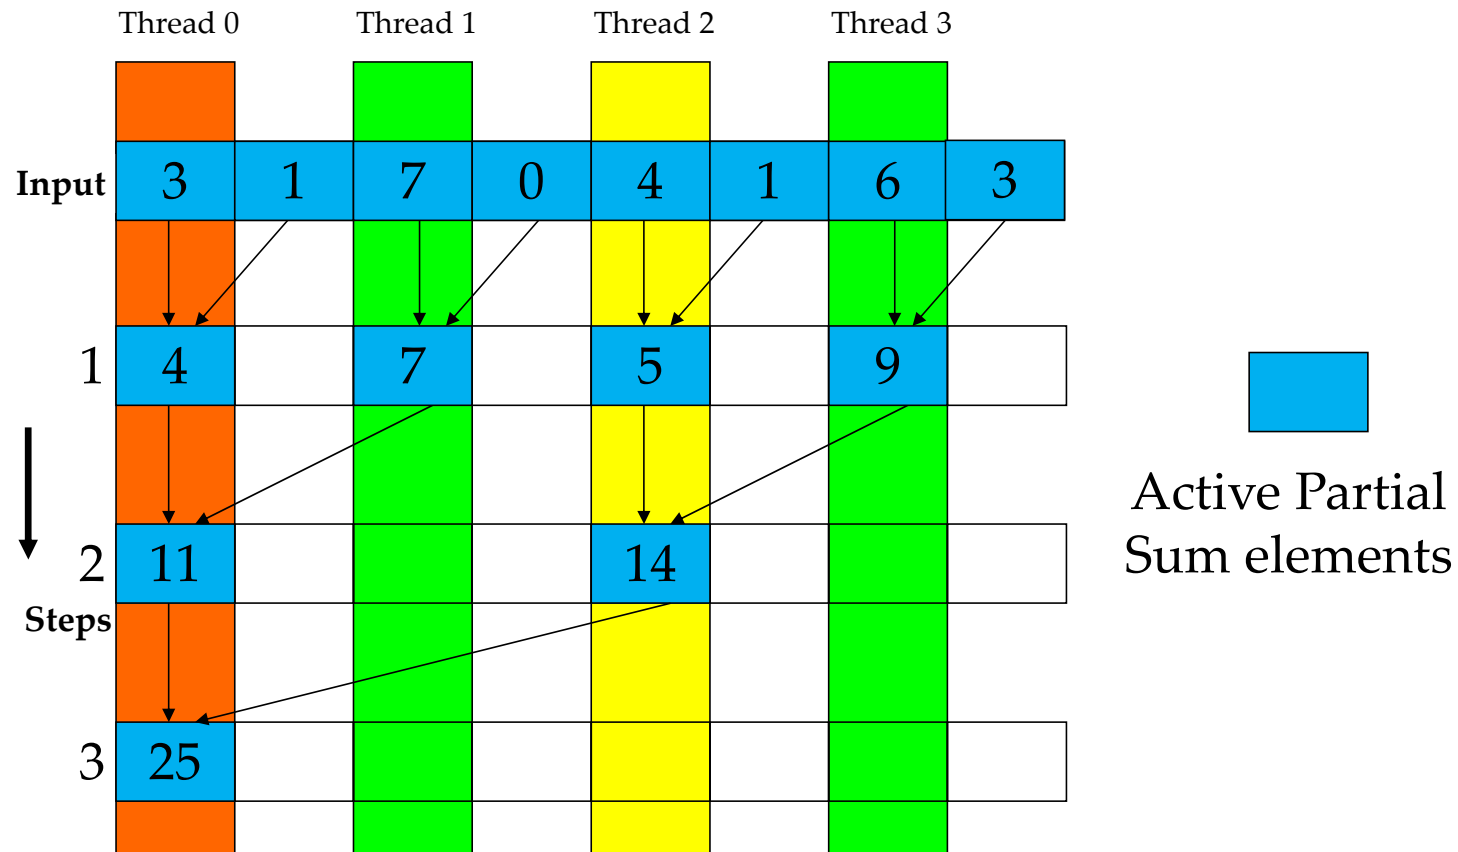 Thread 0 Thread 1 Thread 2 Thread 3
Input 3 1 7 0 4 1 6 3
1 4 7 5 9
Active Partial
Sum elements
2 11 14
Steps
3 25